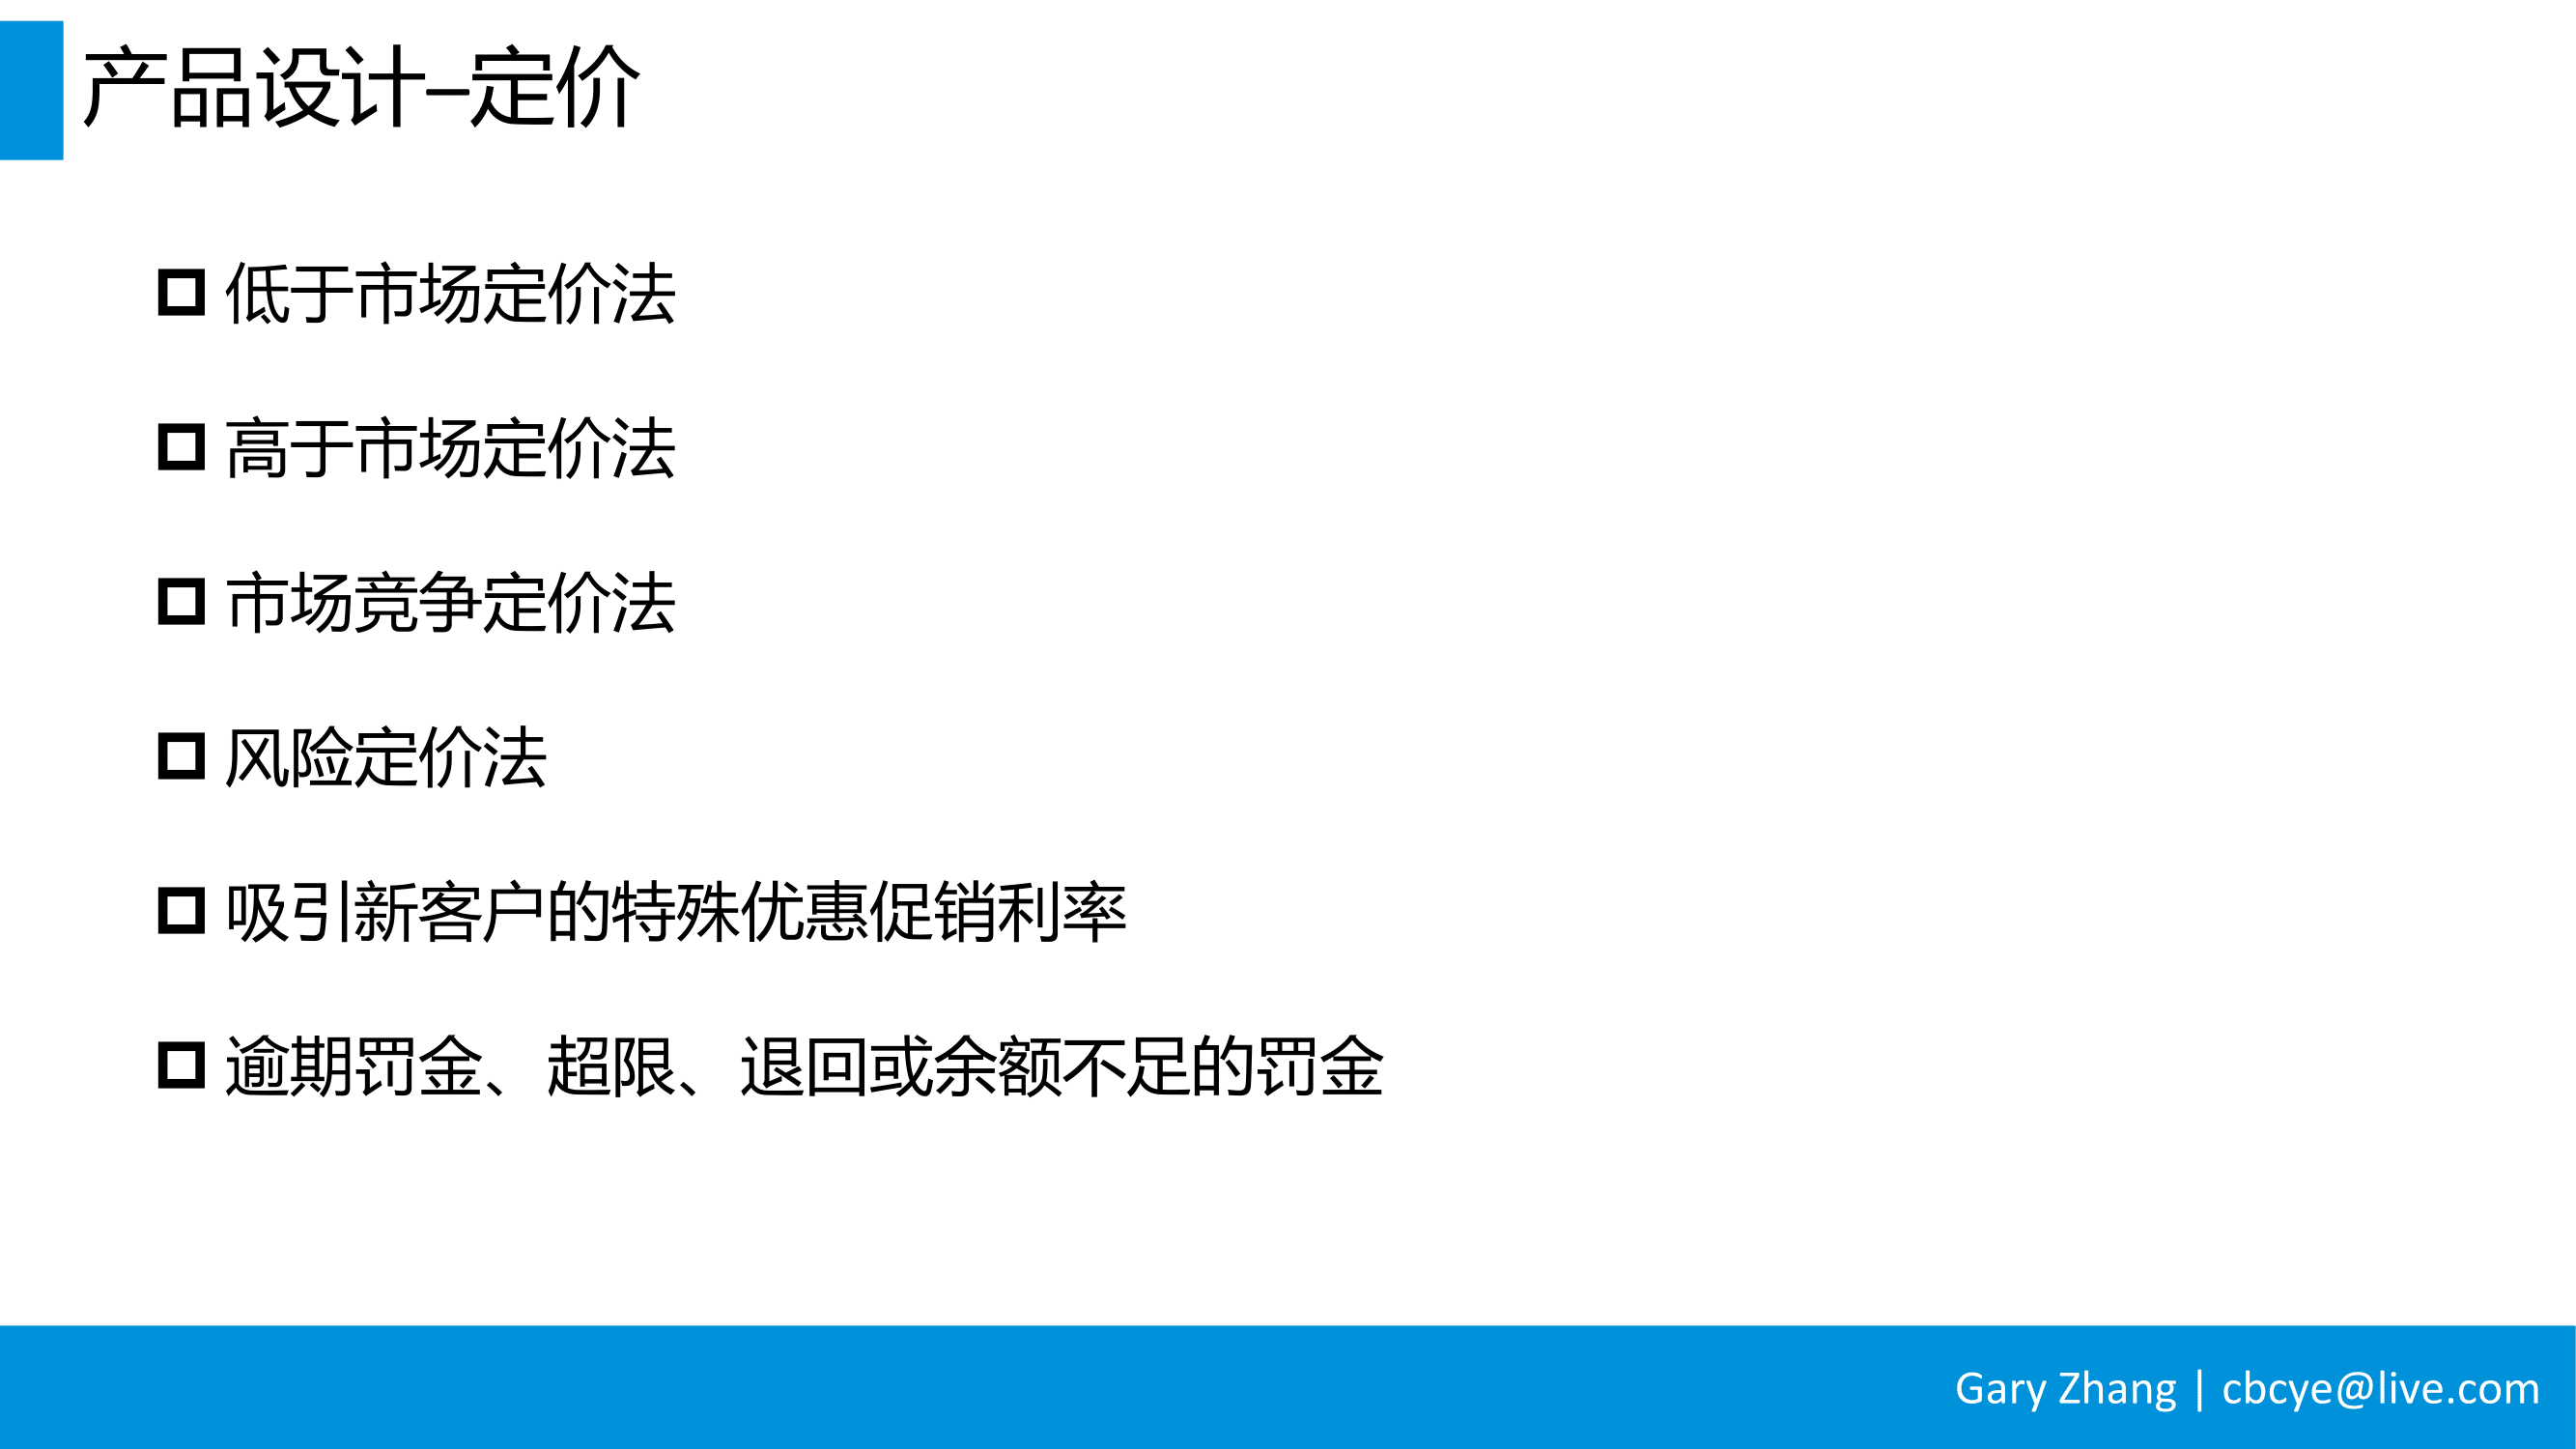 产品设计–定价
低于市场定价法
高于市场定价法
市场竞争定价法
风险定价法
吸引新客户的特殊优惠促销利率
逾期罚金、超限、退回或余额不足的罚金
Gary Zhang | cbcye@live.com